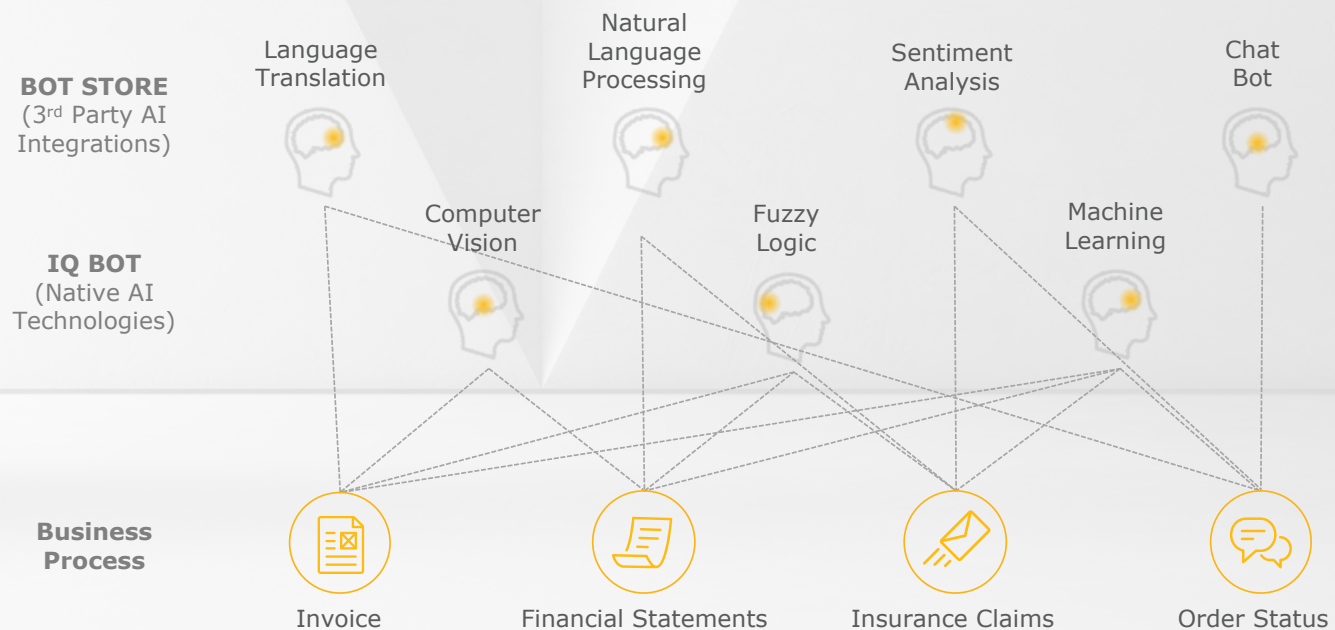 BOT STORE
(3rd Party AI
Integrations)
Language
Translation
Natural
Language
Processing
Sentiment
Analysis
Chat
Bot
IQ BOT
(Native AI
Technologies)
Computer
Vision
Fuzzy
Logic
Machine
Learning
Business
Process
Invoice
Financial Statements
Insurance Claims
Order Status